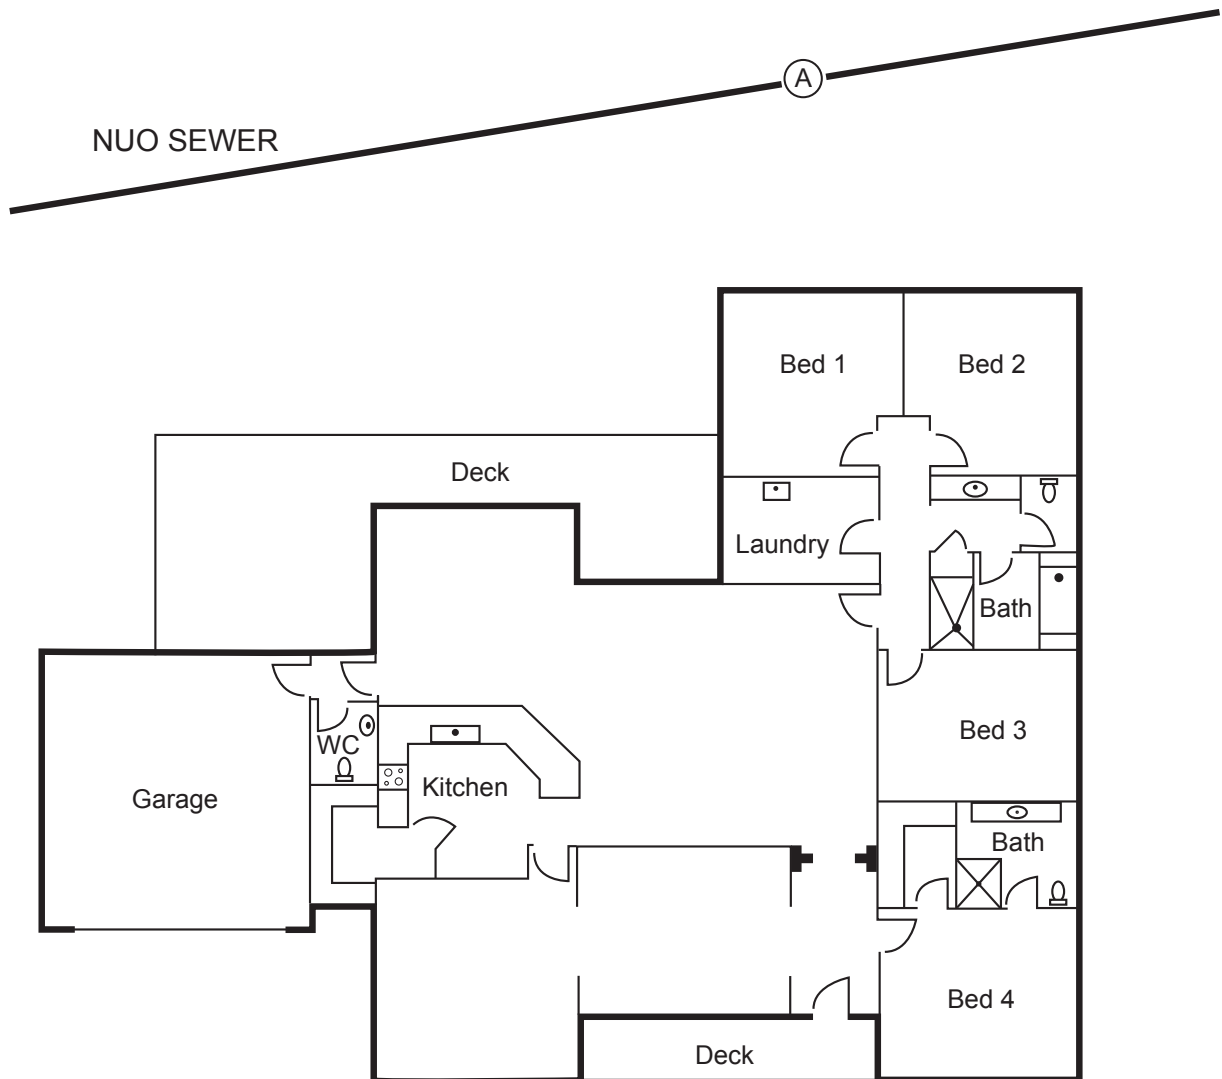 A
NUO SEWER
Bed 1
Bed 2
Deck
Laundry
Bath
WC
Bed 3
Kitchen
Garage
Bath
Bed 4
Deck